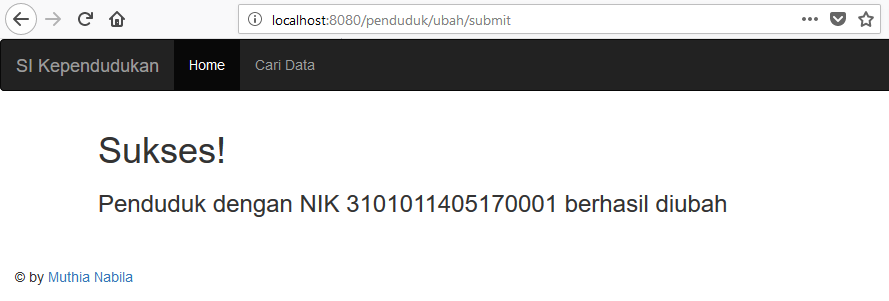 localhost:8080/penduduk/ubah/submit
SI Kependudukan Home Cari Data
Sukses!
Penduduk dengan NIK 3101011405170001 berhasil diubah
© by Muthia Nabila